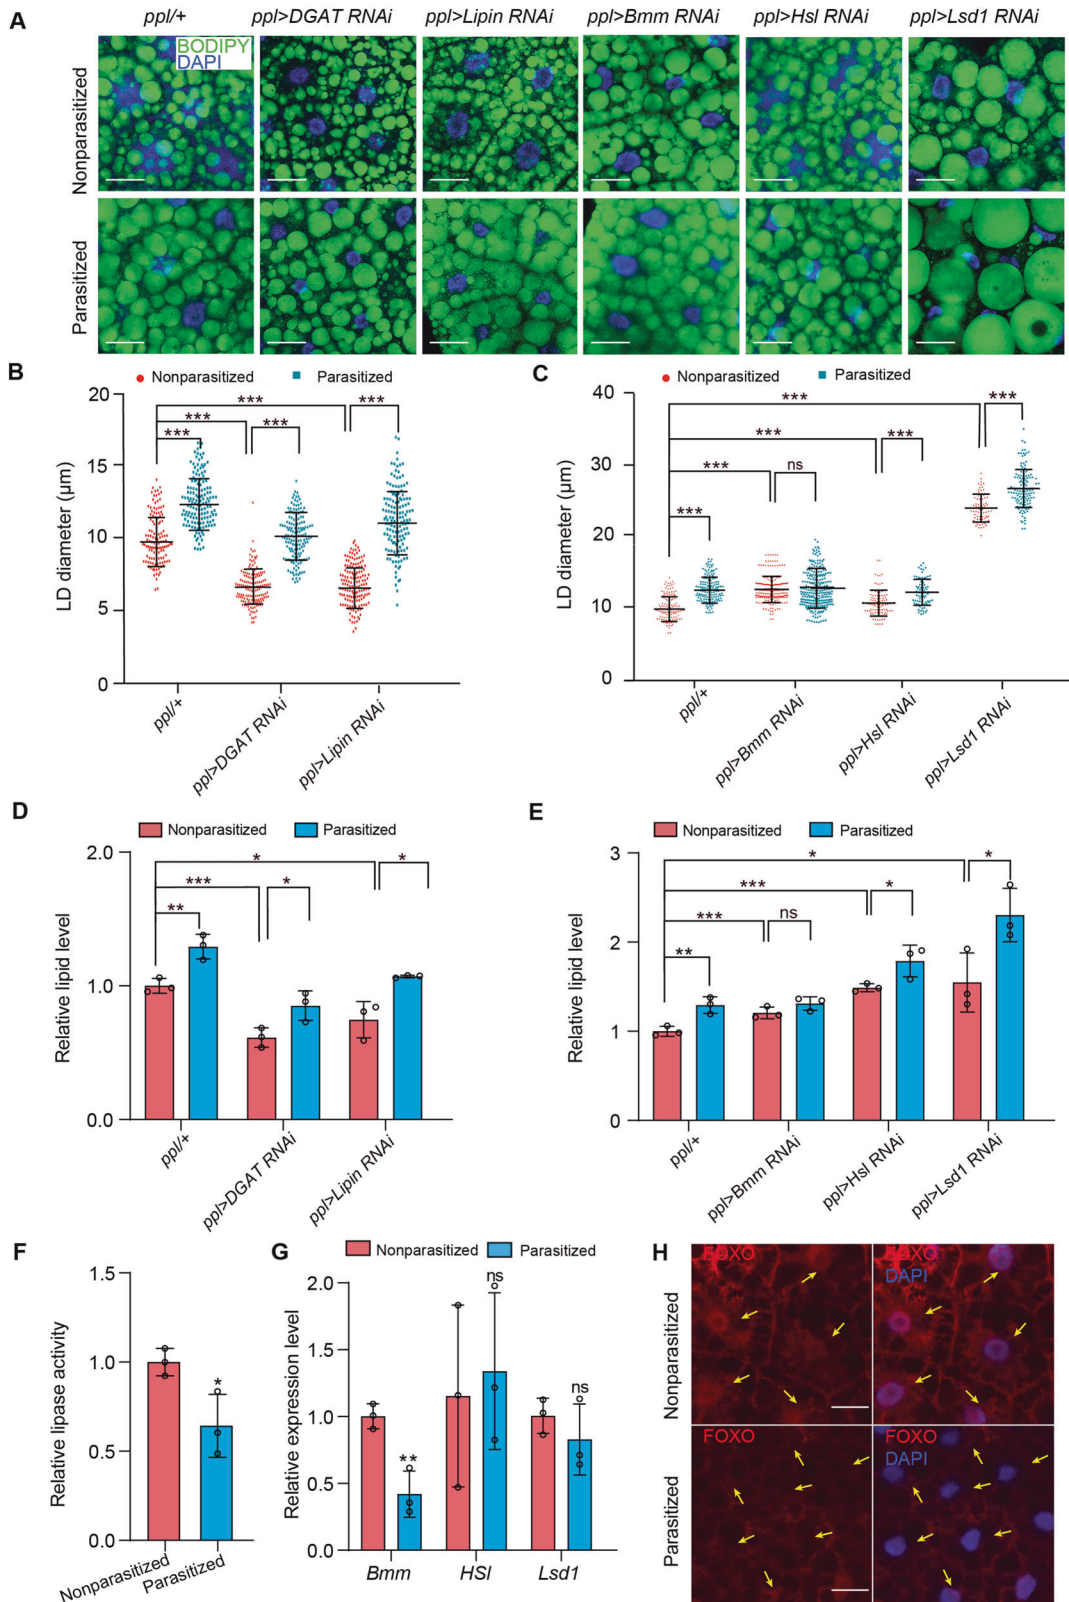 A
ppl/+ ppl>DGAT RNAi ppl>Lipin RNAi ppl>Bmm RNAi ppl>Hsl RNAi ppl>Lsd1 RNAi
BODIPY
DAPI
Nonparasitized
Parasitized
B
Nonparasitized Parasitized
LD diameter (μm)
20
15
10
5
0
*** *** *** *** ***
ppl/+ ppl>DGAT RNAi ppl>Lipin RNAi
C
Nonparasitized Parasitized
LD diameter (μm)
40
30
20
10
0
*** *** *** *** ns *** ***
ppl/+ ppl>Bmm RNAi ppl>Hsl RNAi ppl>Lsd1 RNAi
D
Nonparasitized Parasitized
Relative lipid level
2.0
1.0
0.0
* * *** * **
ppl/+ ppl>DGAT RNAi ppl>Lipin RNAi
E
Nonparasitized Parasitized
Relative lipid level
3
2
1
0
* * *** * *** ns **
ppl/+ ppl>Bmm RNAi ppl>Hsl RNAi ppl>Lsd1 RNAi
F
Relative lipase activity
1.5
1.0
0.5
0.0
*
Nonparasitized Parasitized
G
Nonparasitized Parasitized
Relative expression level
2.0
1.5
1.0
0.5
0.0
** ns ns
Bmm HSl Lsd1
H
FOXO FOXO
DAPI
Nonparasitized
FOXO FOXO
DAPI
Parasitized